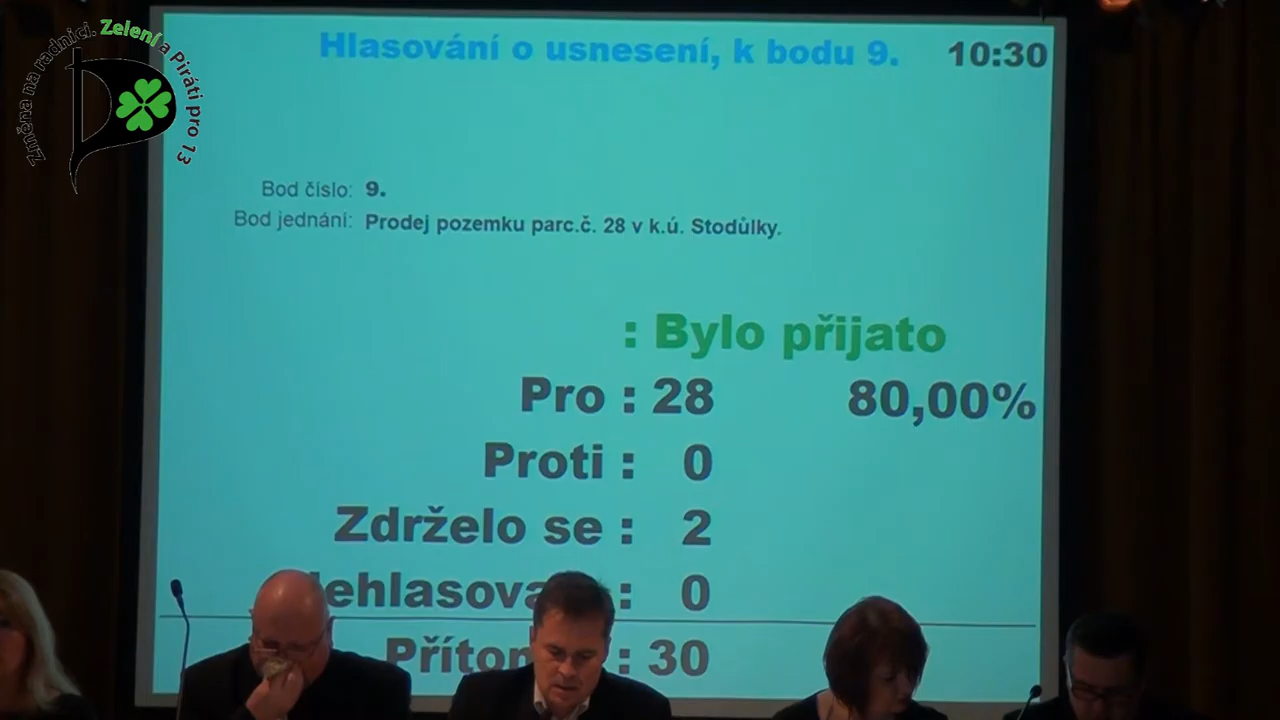 Změna na radnici. Zelení a Piráti pro 13
Hlasování o usnesení, k bodu 9. 10:30
Bod číslo: 9.
Bod jednání: Prodej pozemku parc.č. 28 v k.ú. Stodůlky.
: Bylo přijato
Pro : 28 80,00%
Proti : 0
Zdrželo se : 2
: 0
: 30